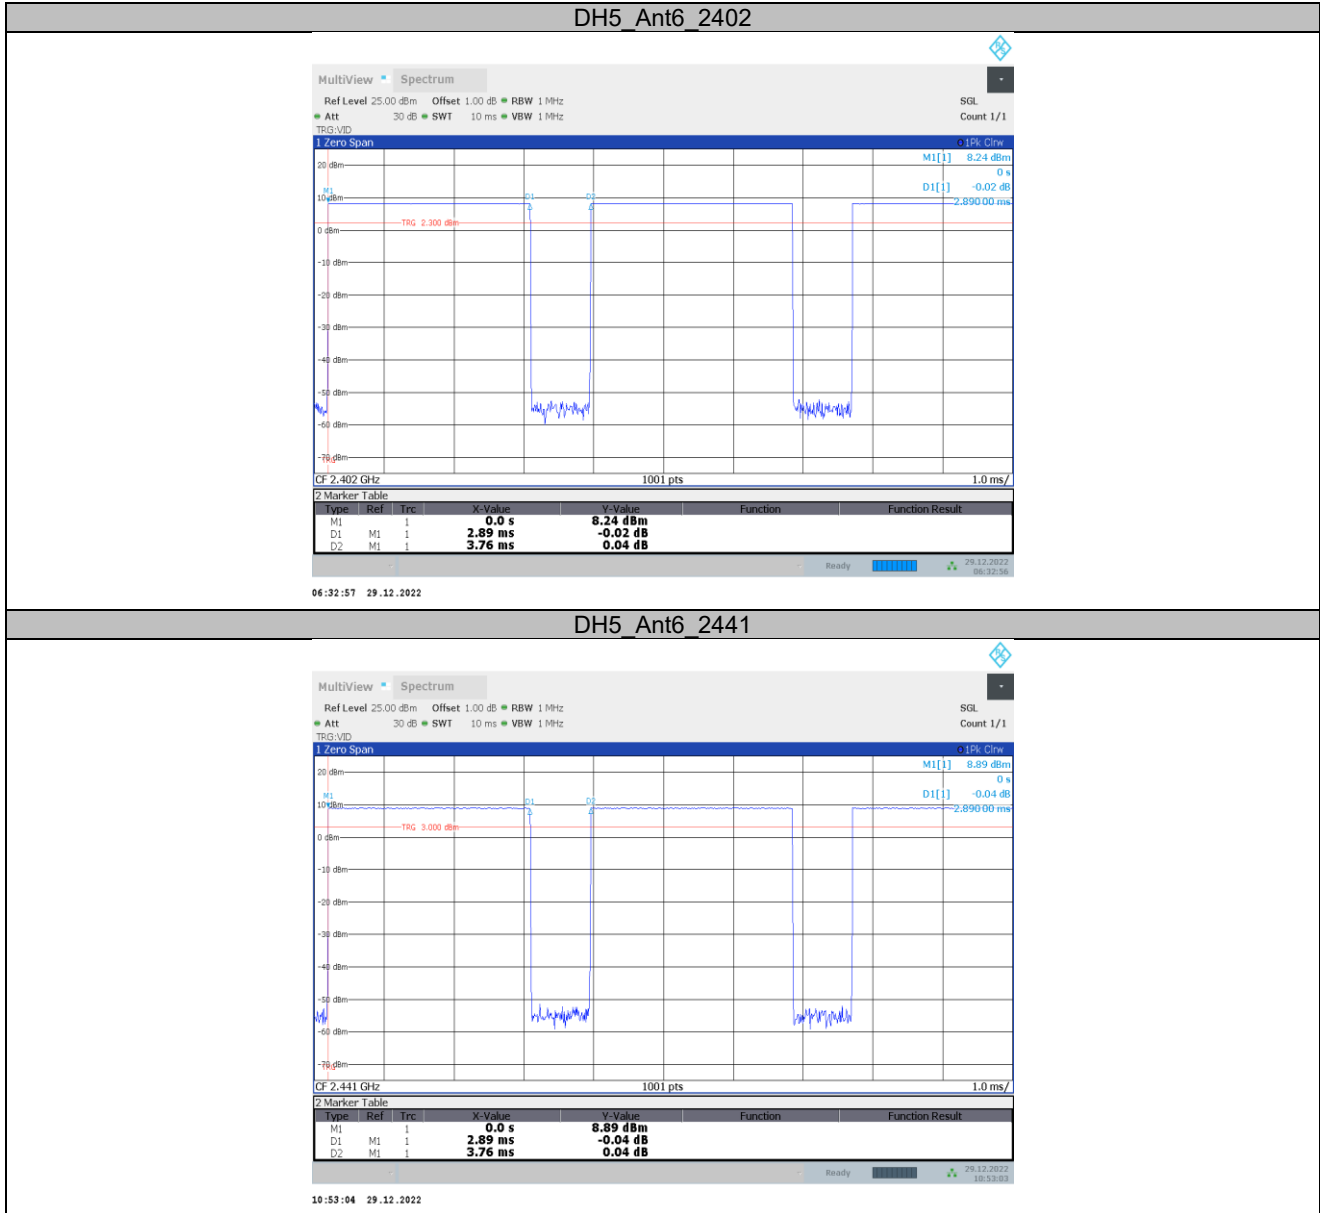 DH5_Ant6_2402
MultiView Spectrum
Ref Level 25.00 dBm Offset 1.00 dB RBW 1 MHz SGL
Att 30 dB SWT 10 ms VBW 1 MHz Count 1/1
TRG:VID
1 Zero Span 1Pk Clrw
M1[1] 8.24 dBm
20 dBm
0 s
D1[1] -0.02 dB
2.89000 ms
M1
10 dBm
D1 D2
TRG 2.300 dBm
0 dBm
-10 dBm
-20 dBm
-30 dBm
-40 dBm
-50 dBm
-60 dBm
-70 dBm
TRG
CF 2.402 GHz 1001 pts 1.0 ms/
2 Marker Table
Type Ref Trc X-Value Y-Value Function Function Result
M1 1 0.0 s 8.24 dBm
D1 M1 1 2.89 ms -0.02 dB
D2 M1 1 3.76 ms 0.04 dB
Ready 29.12.2022
06:32:56
06:32:57 29.12.2022
DH5_Ant6_2441
MultiView Spectrum
Ref Level 25.00 dBm Offset 1.00 dB RBW 1 MHz SGL
Att 30 dB SWT 10 ms VBW 1 MHz Count 1/1
TRG:VID
1 Zero Span 1Pk Clrw
M1[1] 8.89 dBm
20 dBm
0 s
D1[1] -0.04 dB
2.89000 ms
M1
10 dBm
D1 D2
TRG 3.000 dBm
0 dBm
-10 dBm
-20 dBm
-30 dBm
-40 dBm
-50 dBm
-60 dBm
-70 dBm
TRG
CF 2.441 GHz 1001 pts 1.0 ms/
2 Marker Table
Type Ref Trc X-Value Y-Value Function Function Result
M1 1 0.0 s 8.89 dBm
D1 M1 1 2.89 ms -0.04 dB
D2 M1 1 3.76 ms 0.04 dB
Ready 29.12.2022
10:53:03
10:53:04 29.12.2022